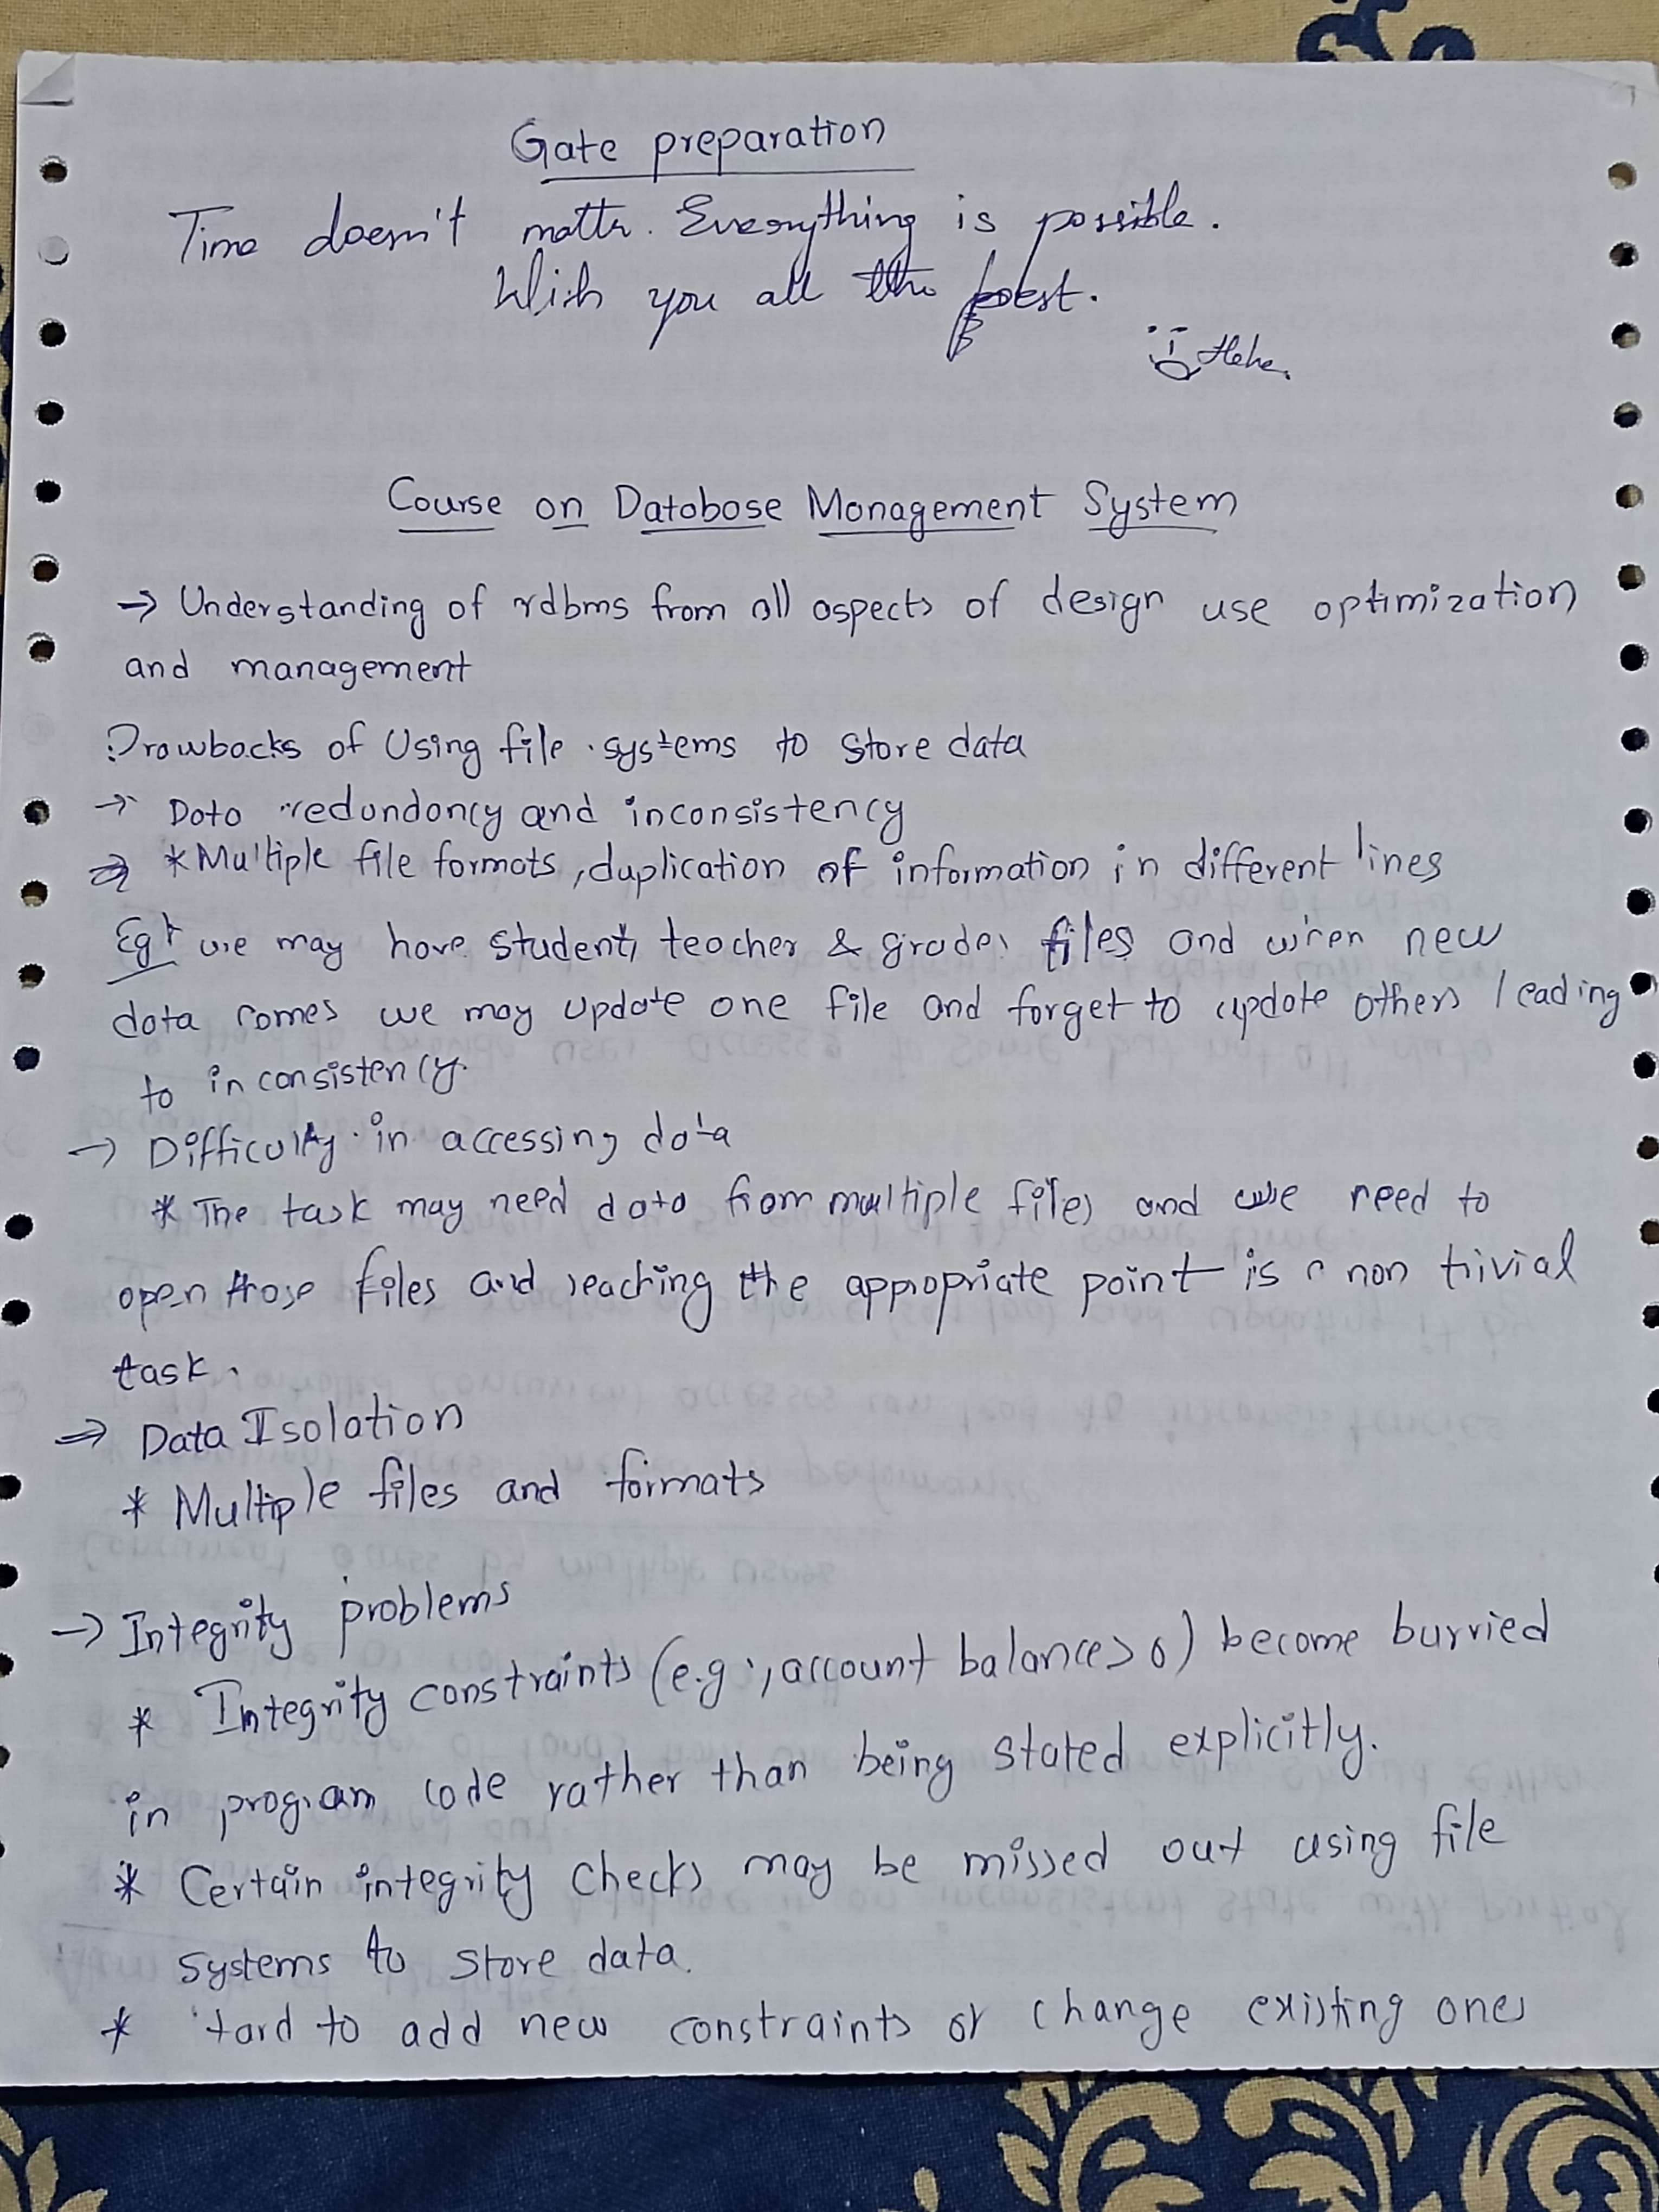 Gate preparation
Time doesn't matter. Everything is possible.
Wish you all the best.
Hehe.
Course on Database Management System
→ Understanding of rdbms from all aspects of design use optimization
and management
Drawbacks of Using file systems to store data
→ Data redundancy and inconsistency
* Multiple file formats, duplication of information in different lines
Eg: we may have student, teacher & grades files and when new
data comes we may update one file and forget to update others leading
to inconsistency.
→ Difficulty in accessing data
* The task may need data from multiple files and we need to
open those files and reaching the appropriate point is a non trivial
task.
⇒ Data Isolation
* Multiple files and formats
→ Integrity problems
* Integrity constraints (e.g., account balance > 0) become burried
in program code rather than being stated explicitly.
* Certain integrity checks may be missed out using file
systems to store data.
* Hard to add new constraints or change existing ones